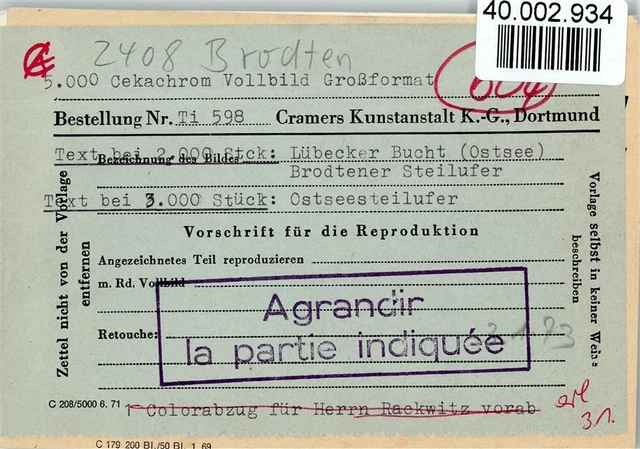 40.002.934
2408 Brodten
5.000 Cekachrom Vollbild Großformat
604
Bestellung Nr. Ti 598 Cramers Kunstanstalt K.-G., Dortmund
Text bei 2.000 Stck: Lübecker Bucht (Ostsee)
Bezeichnung des Bildes
Brodtener Steilufer
Text bei 3.000 Stück: Ostseesteilufer
Vorschrift für die Reproduktion
Angezeichnetes Teil reproduzieren
m. Rd. Vollbild
Agrandir
Retouche:
la partie indiquée
Zettel nicht von der Vorlage
entfernen
Vorlage selbst in keiner Weise
beschreiben
C 208/5000 6. 71
1 Colorabzug für Herrn Rackwitz vorab
erl
31.
C 179 200 Bl./50 Bl. 1. 69